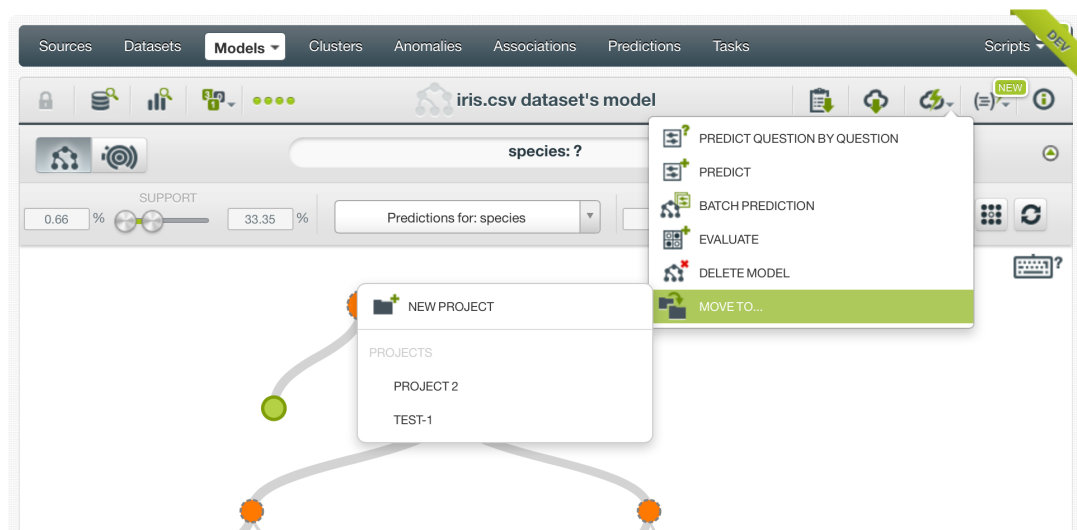 Sources Datasets Models Clusters Anomalies Associations Predictions Tasks Scripts DEV
iris.csv dataset's model NEW
species: ?
PREDICT QUESTION BY QUESTION
PREDICT
BATCH PREDICTION
EVALUATE
DELETE MODEL
MOVE TO...
SUPPORT
0.66 % 33.35 % Predictions for: species
NEW PROJECT
PROJECTS
PROJECT 2
TEST-1